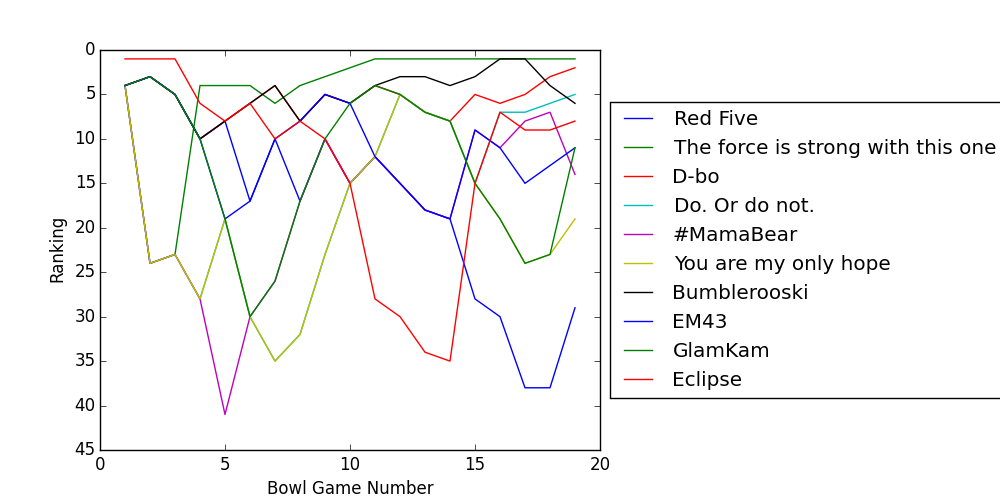 0
5
10
15
20
25
30
35
40
45
Ranking
0 5 10 15 20
Bowl Game Number
Red Five
The force is strong with this one
D-bo
Do. Or do not.
#MamaBear
You are my only hope
Bumblerooski
EM43
GlamKam
Eclipse